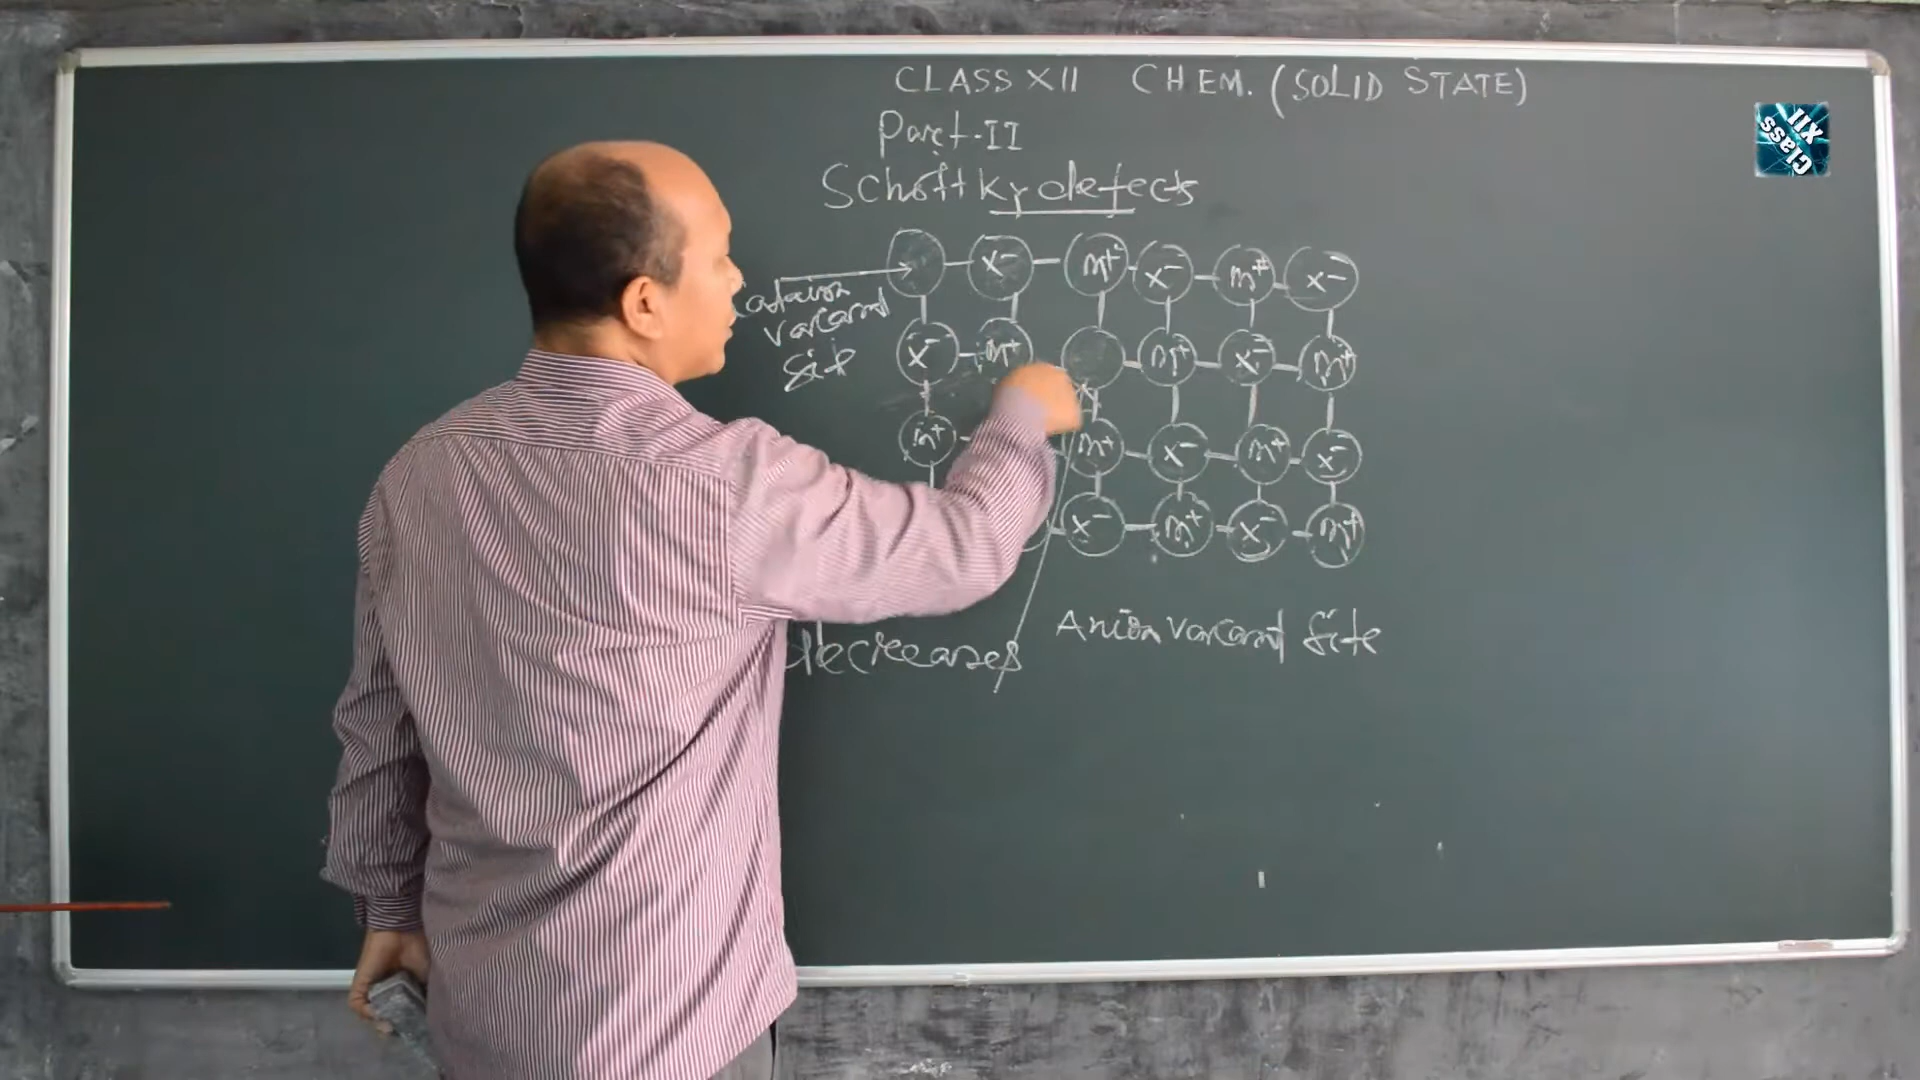 CLASS XII CHEM. (SOLID STATE)
Part-II
Schottky defects
X⁻ M⁺ X⁻ M⁺ X⁻
Cation
vacant
Site
X⁻ M⁺ M⁺ X⁻ M⁺
M⁺ M⁺ X⁻ M⁺ X⁻
X⁻ M⁺ X⁻ M⁺
Anion vacant Site
decreases
Class
XII